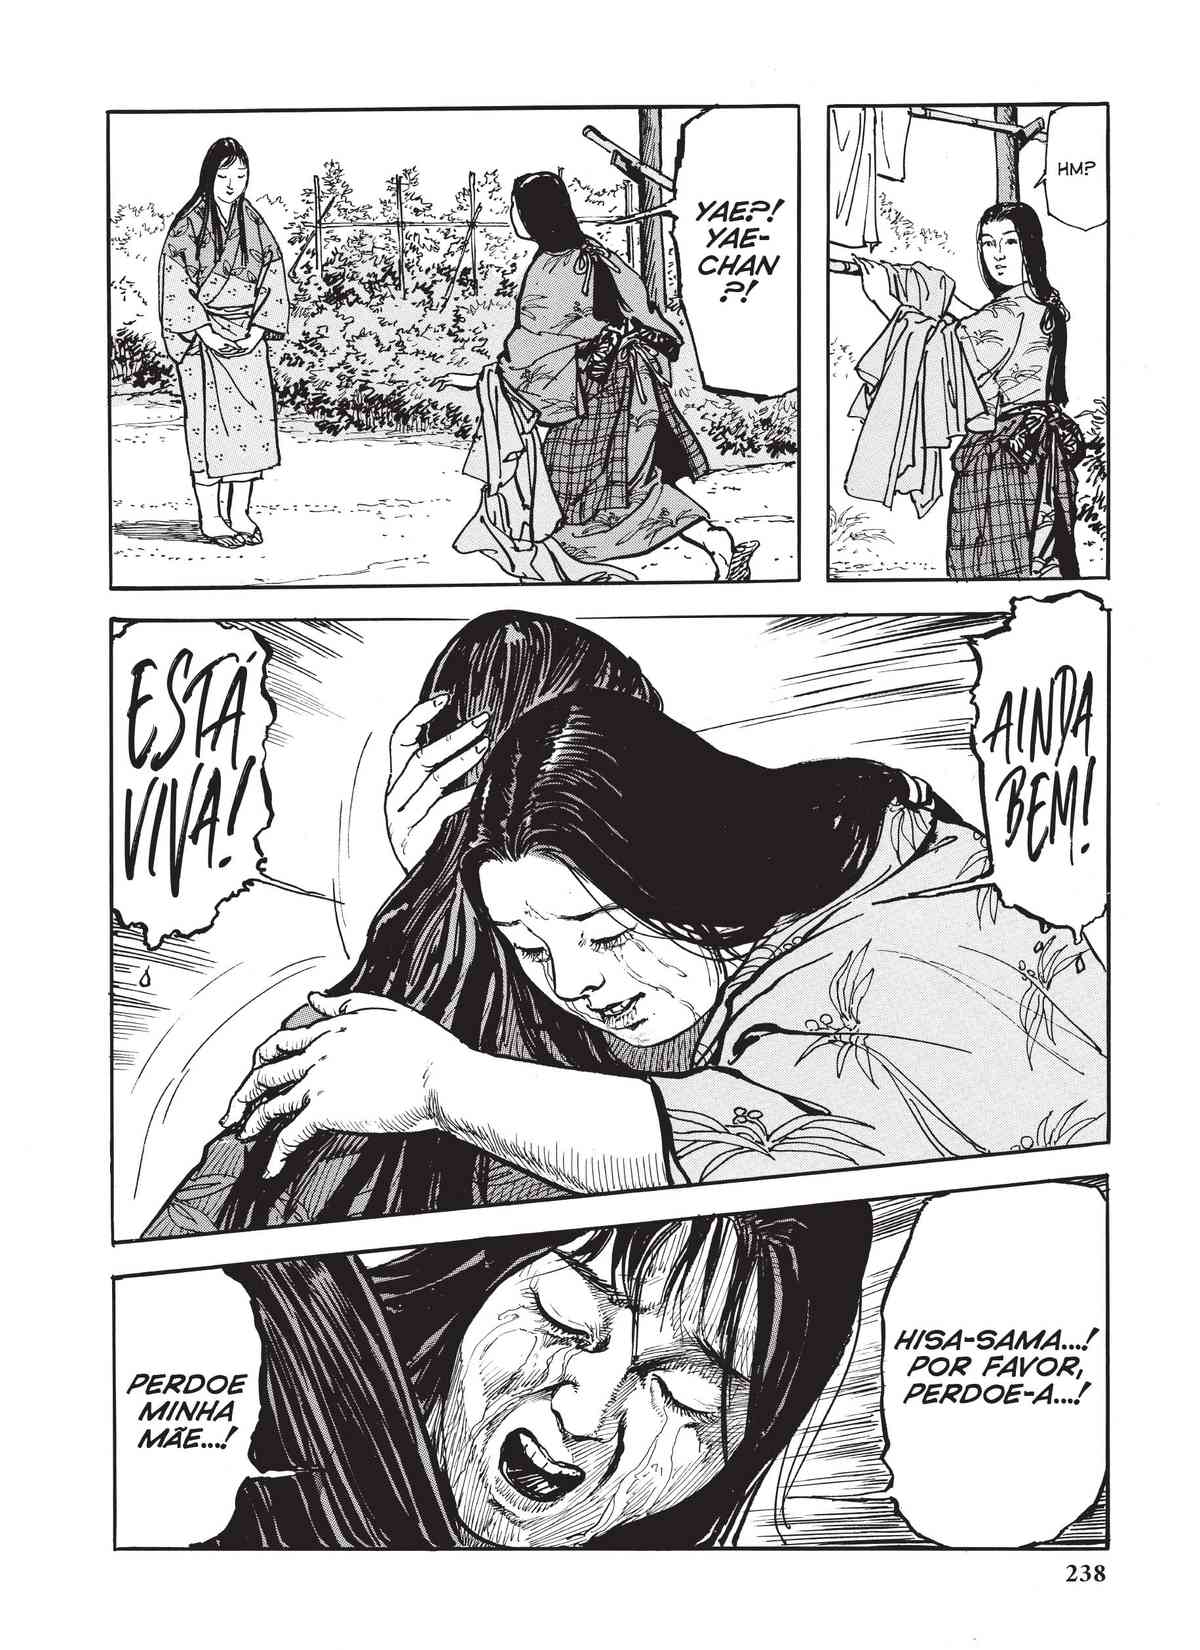 HM?
YAE?!
YAE-
CHAN
?!
AINDA
BEM!
ESTÁ
VIVA!
HISA-SAMA...!
POR FAVOR,
PERDOE-A...!
PERDOE
MINHA
MÃE...!
238